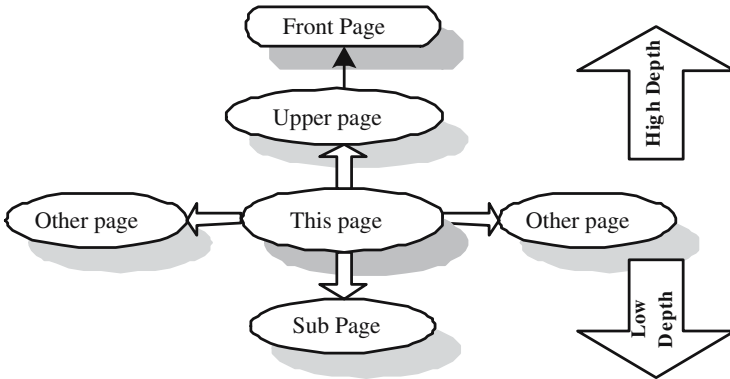 Front Page
High Depth
Upper page
Other page
This page
Other page
Sub Page
Low
Depth